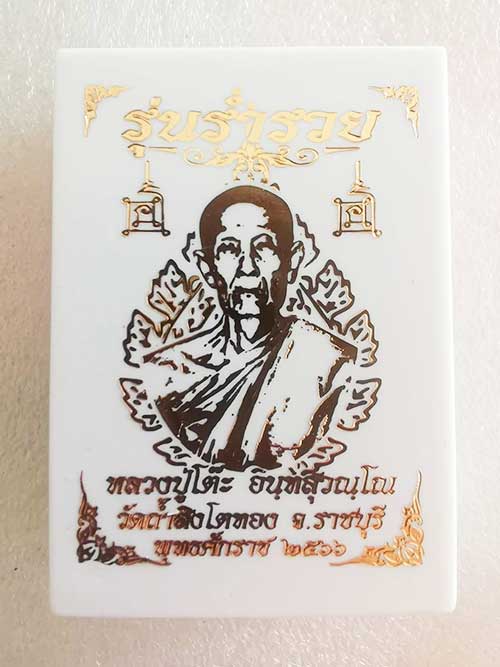 รุ่นร่ำรวย
หลวงปู่โต๊ะ อินฺทสุวณฺโณ
วัดถ้ำสิงโตทอง จ.ราชบุรี
พุทธศักราช ๒๕๖๖